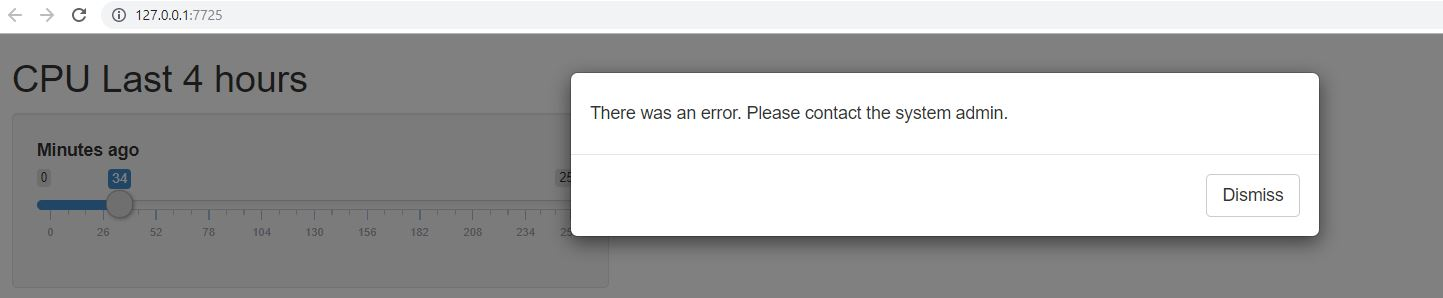 127.0.0.1:7725
CPU Last 4 hours
There was an error. Please contact the system admin.
Minutes ago
0 34
Dismiss
0 26 52 78 104 130 156 182 208 234